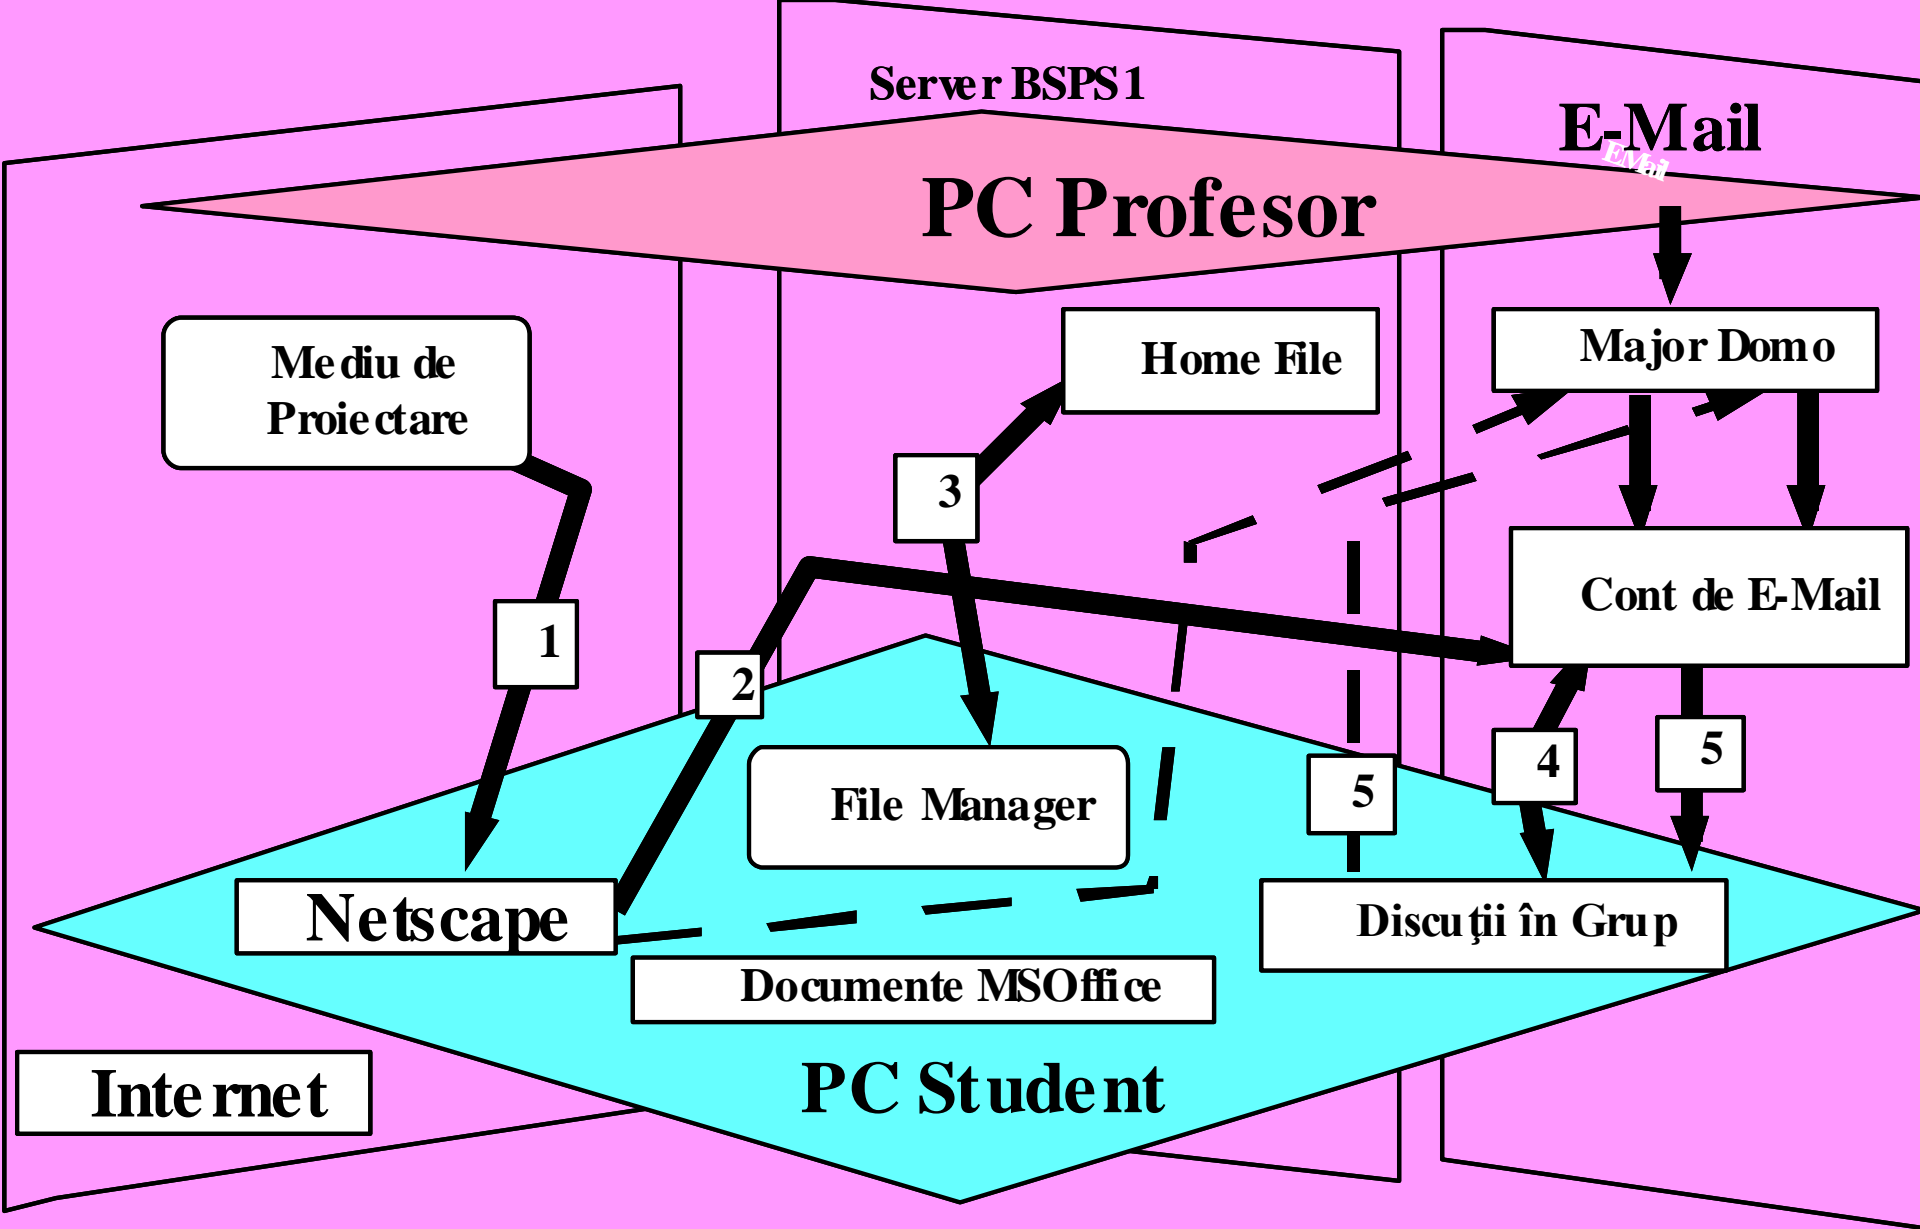 Server BSPS1
E-Mail
EMail
PC Profesor
Mediu de
Proiectare
Home File
Major Domo
3
Cont de E-Mail
1
2
5
4
5
File Manager
Netscape
Discuţii în Grup
Documente MSOffice
Internet
PC Student